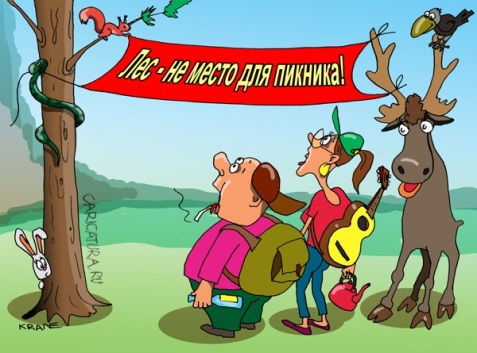 Лес - не место для пикника!
CARICATURA.RU
KRANE